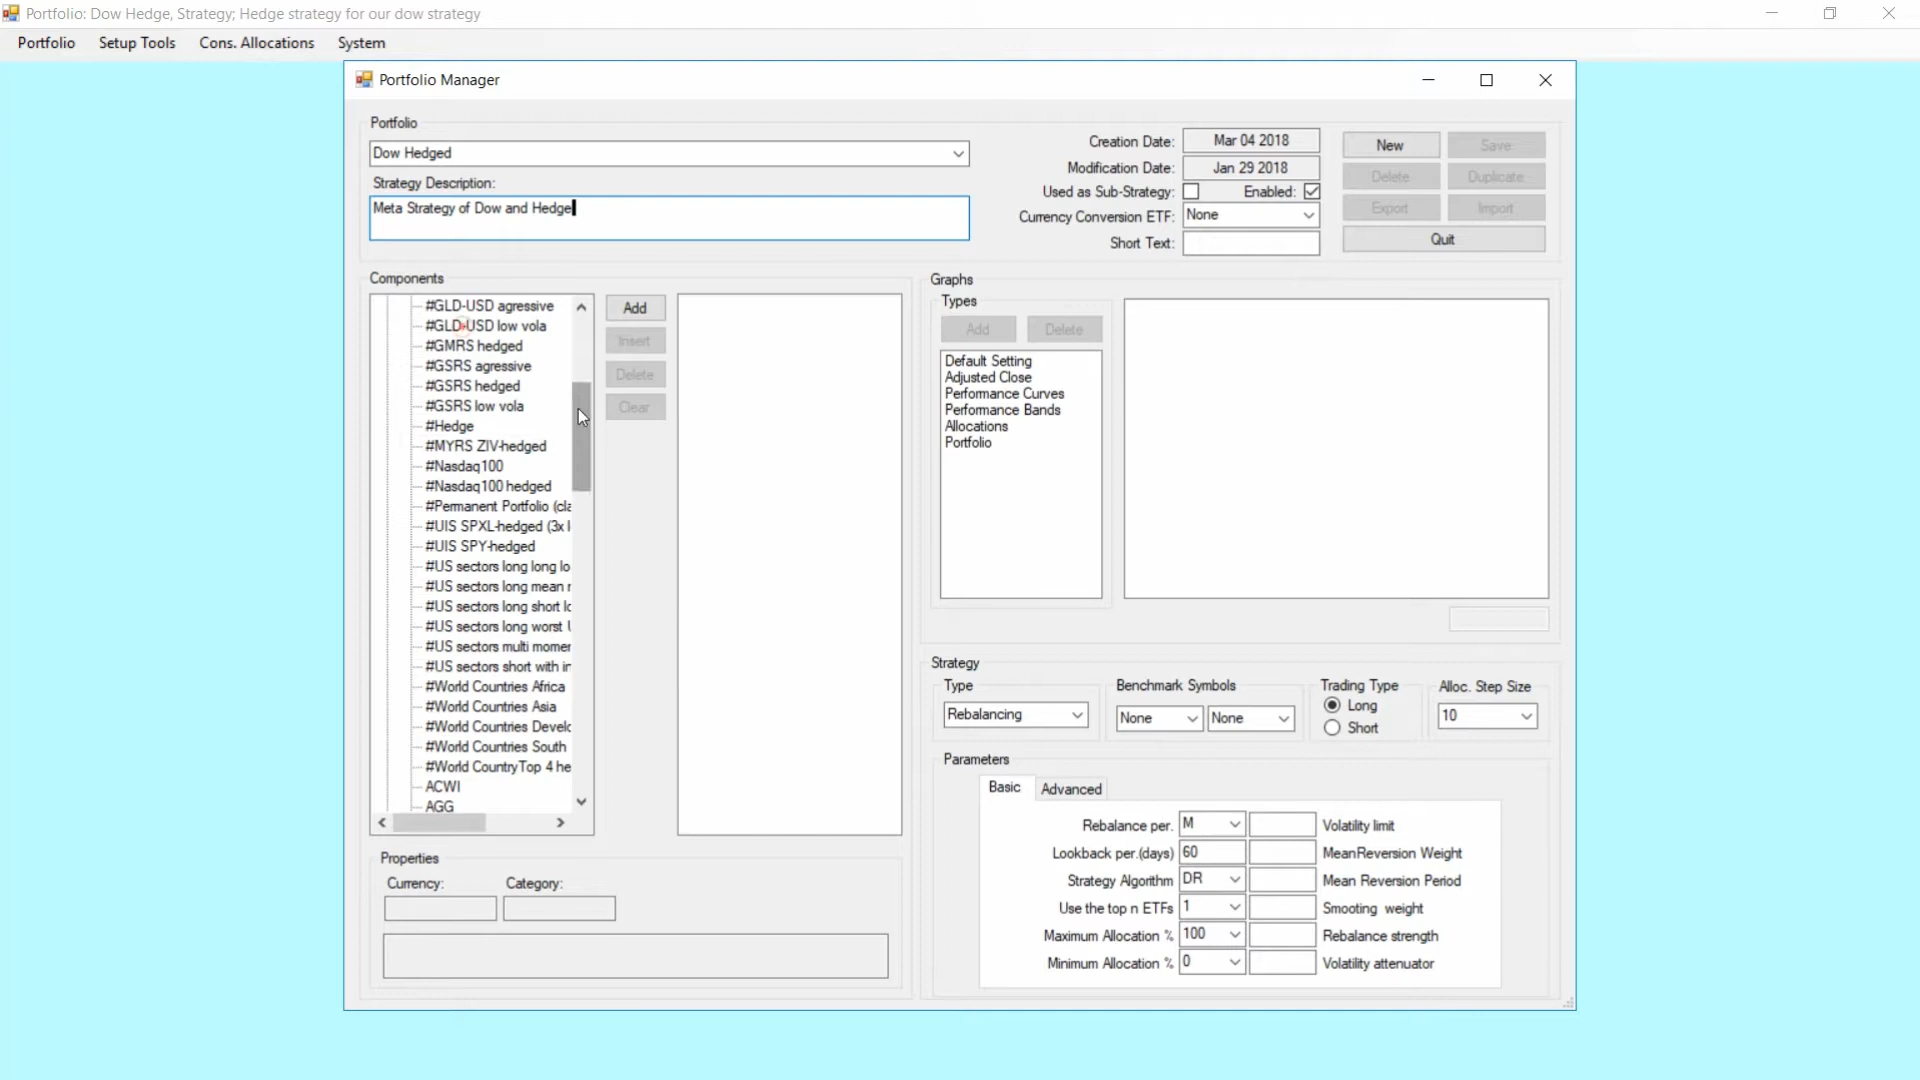 Portfolio: Dow Hedge, Strategy; Hedge strategy for our dow strategy
Portfolio Setup Tools Cons. Allocations System
Portfolio Manager
Portfolio
Dow Hedged
Strategy Description:
Meta Strategy of Dow and Hedge
Creation Date: Mar 04 2018
Modification Date: Jan 29 2018
Used as Sub-Strategy: Enabled:
Currency Conversion ETF: None
Short Text:
New Save
Delete Duplicate
Export Import
Quit
Components
#GLD-USD agressive
#GLD-USD low vola
#GMRS hedged
#GSRS agressive
#GSRS hedged
#GSRS low vola
#Hedge
#MYRS ZIV-hedged
#Nasdaq100
#Nasdaq100 hedged
#Permanent Portfolio (cla
#UIS SPXL-hedged (3x l
#UIS SPY-hedged
#US sectors long long lo
#US sectors long mean r
#US sectors long short lo
#US sectors long worst U
#US sectors multi momen
#US sectors short with in
#World Countries Africa
#World Countries Asia
#World Countries Develo
#World Countries South
#World CountryTop 4 he
ACWI
AGG
Add
Insert
Delete
Clear
Graphs
Types
Add Delete
Default Setting
Adjusted Close
Performance Curves
Performance Bands
Allocations
Portfolio
Strategy
Type
Rebalancing
Benchmark Symbols
None None
Trading Type
Long
Short
Alloc. Step Size
10
Parameters
Basic Advanced
Rebalance per. M Volatility limit
Lookback per.(days) 60 MeanReversion Weight
Strategy Algorithm DR Mean Reversion Period
Use the top n ETFs 1 Smooting weight
Maximum Allocation % 100 Rebalance strength
Minimum Allocation % 0 Volatility attenuator
Properties
Currency: Category: